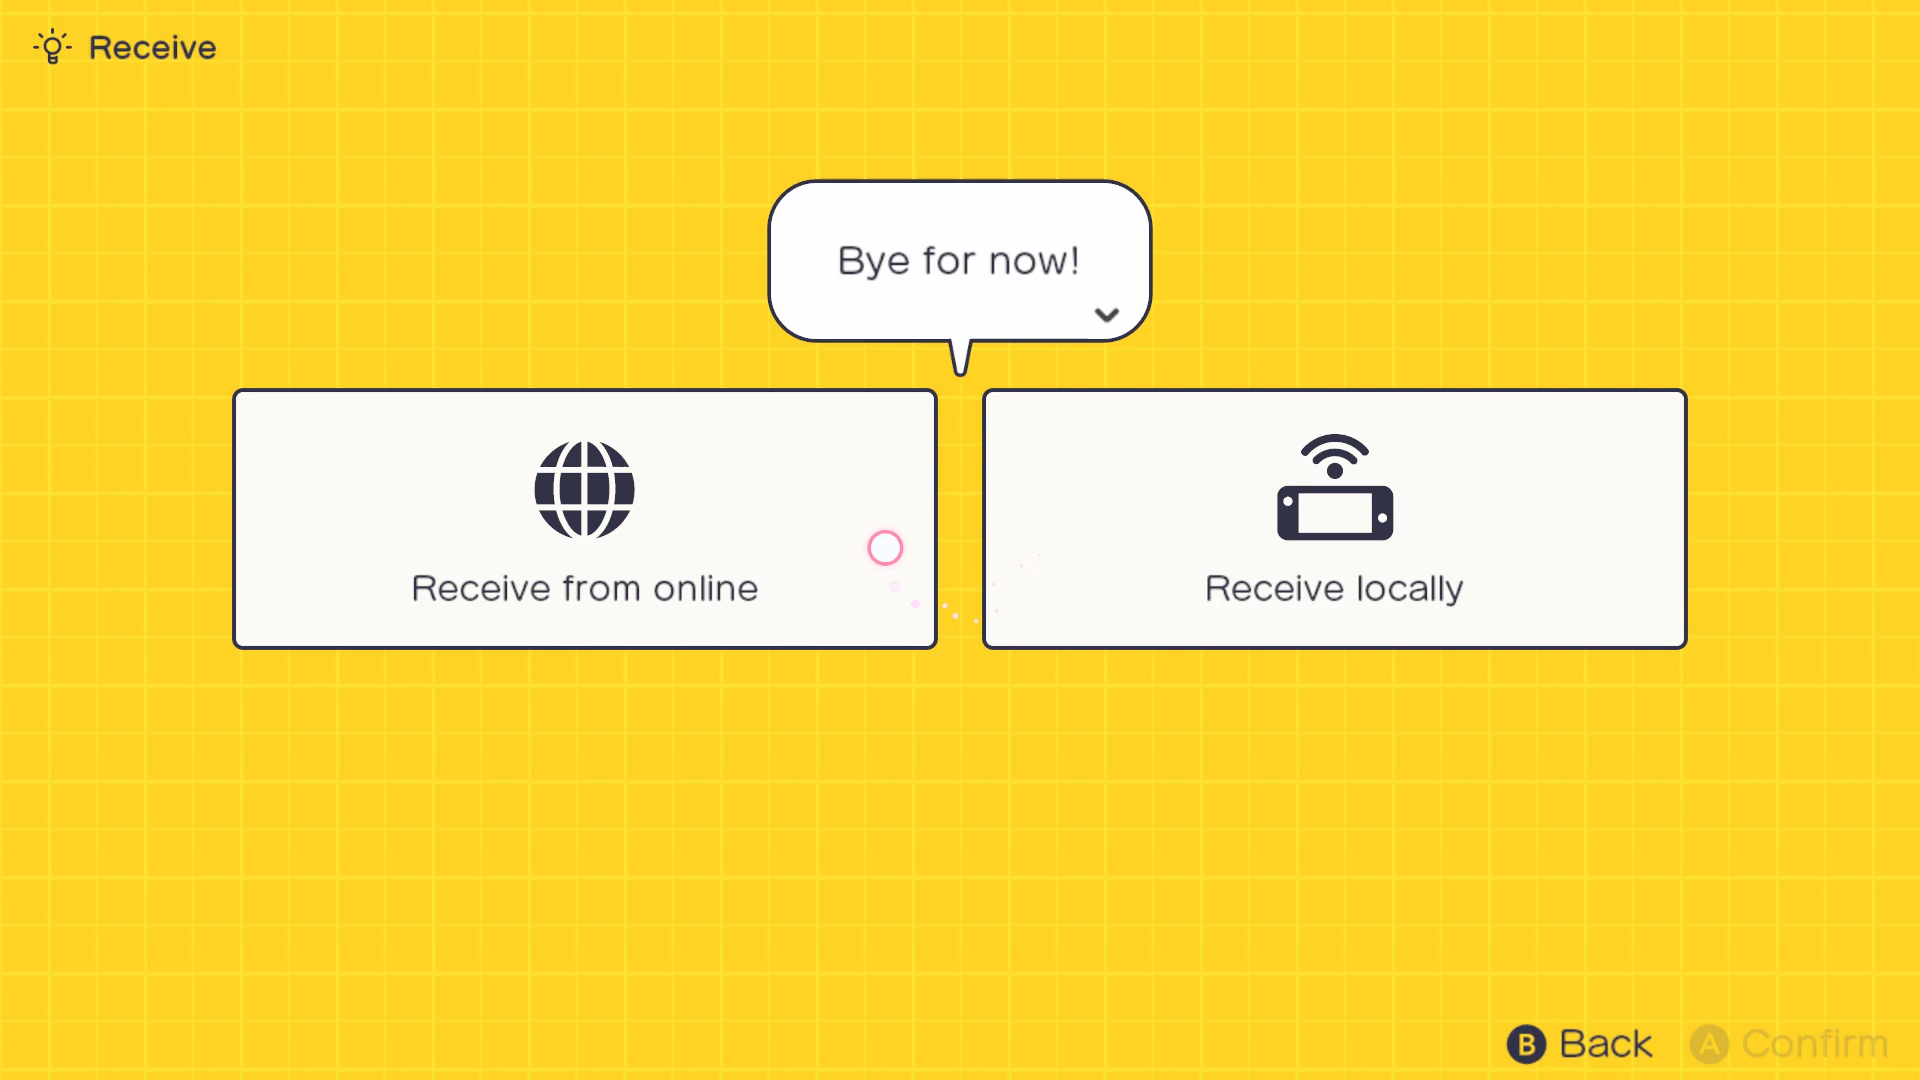 Receive
Bye for now!
Receive from online
Receive locally
B Back
A Confirm